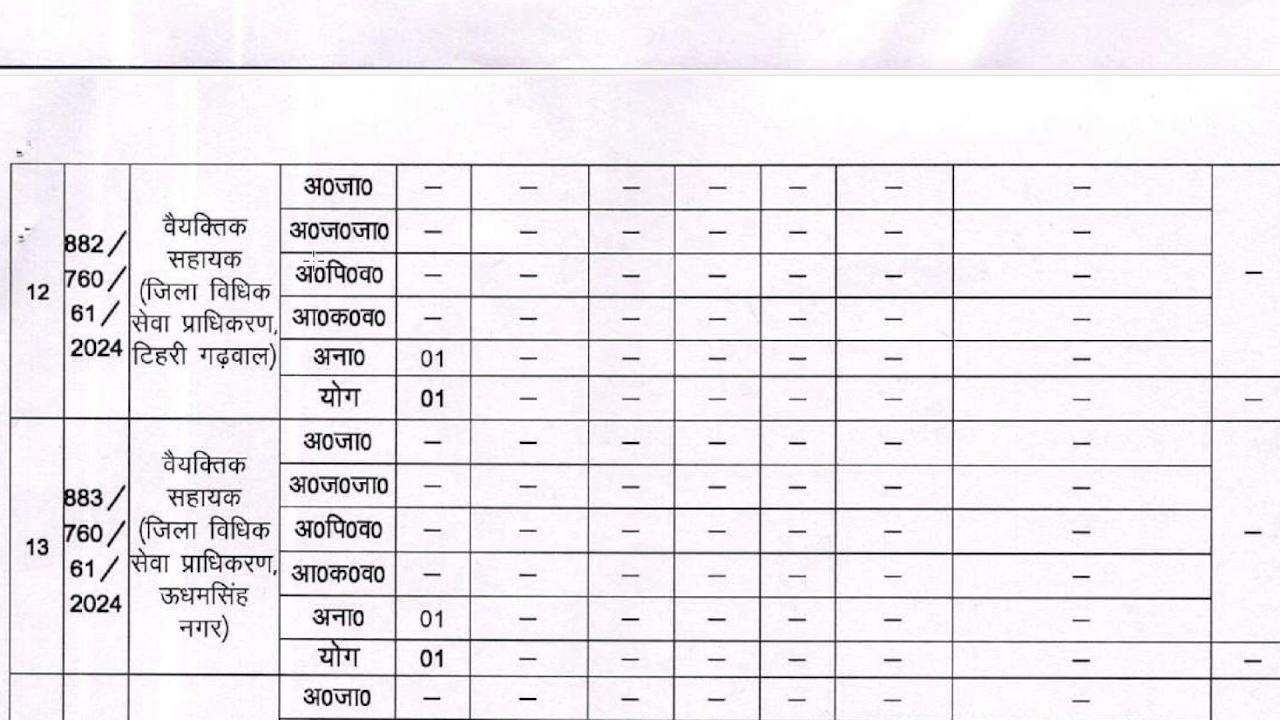 12
882/
760/
61/
2024
वैयक्तिक
सहायक
(जिला विधिक
सेवा प्राधिकरण,
टिहरी गढ़वाल)
अ0जा0 – – – – – – –
अ0ज0जा0 – – – – – – –
अ0पि0व0 – – – – – – – –
आ0क0व0 – – – – – – –
अना0 01 – – – – – –
योग 01 – – – – – – –
13
883/
760/
61/
2024
वैयक्तिक
सहायक
(जिला विधिक
सेवा प्राधिकरण,
ऊधमसिंह
नगर)
अ0जा0 – – – – – – –
अ0ज0जा0 – – – – – – –
अ0पि0व0 – – – – – – – –
आ0क0व0 – – – – – – –
अना0 01 – – – – – –
योग 01 – – – – – – –
अ0जा0 – – – – – – –